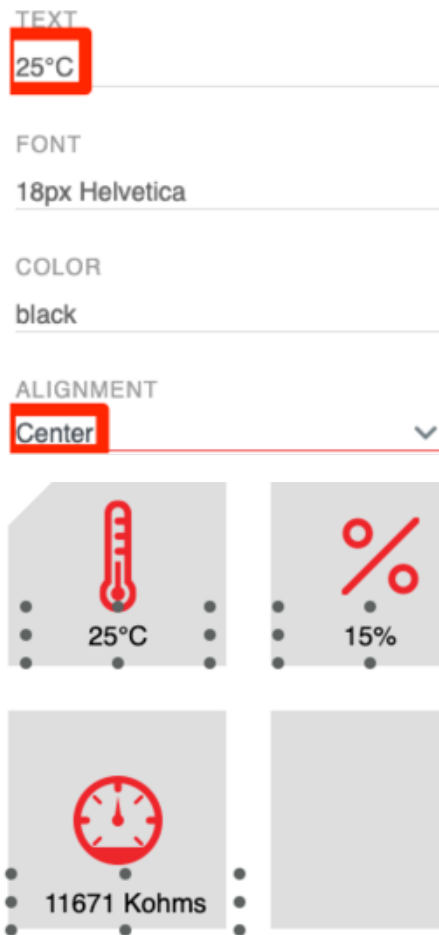 TEXT
25°C
FONT
18px Helvetica
COLOR
black
ALIGNMENT
Center
25°C 15%
11671 Kohms